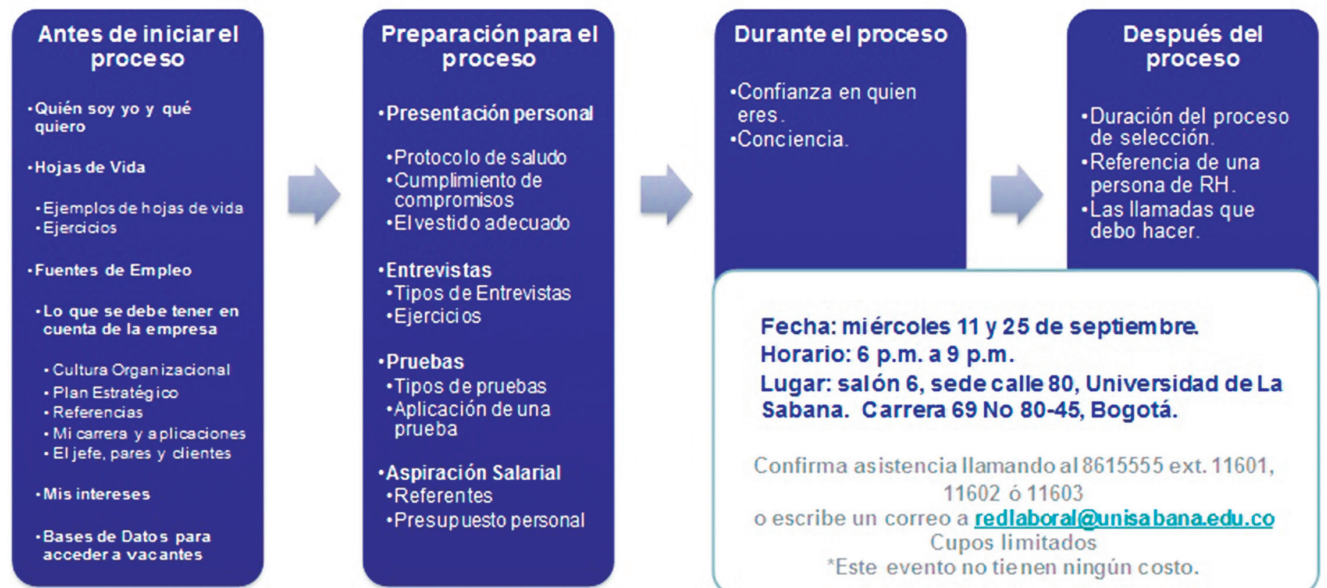 Antes de iniciar el
proceso
•Quién soy yo y qué
quiero
•Hojas de Vida
•Ejemplos de hojas de vida
•Ejercicios
•Fuentes de Empleo
•Lo que se debe tener en
cuenta de la empresa
•Cultura Organizacional
•Plan Estratégico
•Referencias
•Mi carrera y aplicaciones
•El jefe, pares y clientes
•Mis intereses
•Bases de Datos para
acceder a vacantes
Preparación para el
proceso
•Presentación personal
•Protocolo de saludo
•Cumplimiento de
compromisos
•El vestido adecuado
•Entrevistas
•Tipos de Entrevistas
•Ejercicios
•Pruebas
•Tipos de pruebas
•Aplicación de una
prueba
•Aspiración Salarial
•Referentes
•Presupuesto personal
Durante el proceso
•Confianza en quien
eres.
•Conciencia.
Después del
proceso
•Duración del proceso
de selección.
•Referencia de una
persona de RH.
•Las llamadas que
debo hacer.
Fecha: miércoles 11 y 25 de septiembre.
Horario: 6 p.m. a 9 p.m.
Lugar: salón 6, sede calle 80, Universidad de La
Sabana. Carrera 69 No 80-45, Bogotá.
Confirma asistencia llamando al 8615555 ext. 11601,
11602 ó 11603
o escribe un correo a redlaboral@unisabana.edu.co
Cupos limitados
*Este evento no tienen ningún costo.